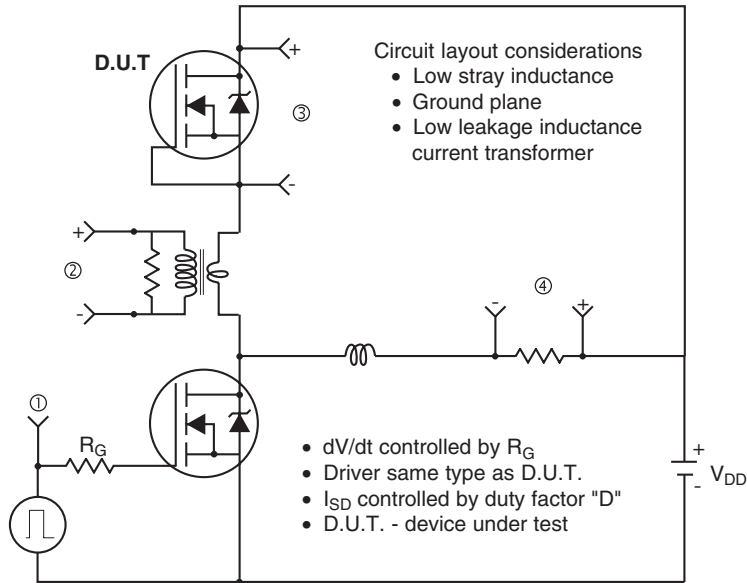 D.U.T
+
Circuit layout considerations
• Low stray inductance
• Ground plane
• Low leakage inductance
current transformer
③
-
+
②
-
④
- +
①
R_G
• dV/dt controlled by R_G
• Driver same type as D.U.T.
• I_SD controlled by duty factor "D"
• D.U.T. - device under test
+
V_DD
-